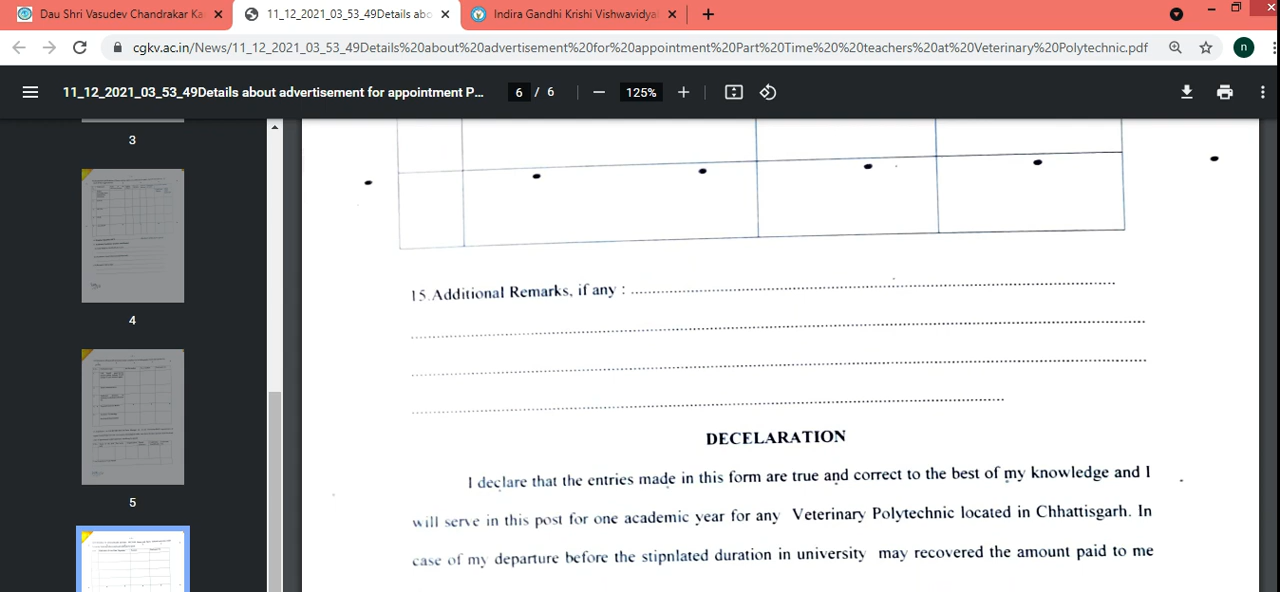 Dau Shri Vasudev Chandrakar Ka
11_12_2021_03_53_49Details abo
Indira Gandhi Krishi Vishwavidya
cgkv.ac.in/News/11_12_2021_03_53_49Details%20about%20advertisement%20for%20appointment%20Part%20Time%20%20teachers%20at%20Veterinary%20Polytechnic.pdf
n
11_12_2021_03_53_49Details about advertisement for appointment P...
6 / 6
125%
3
4
5
15.Additional Remarks, if any : ........................................
........................................
........................................
........................................
DECELARATION
I declare that the entries made in this form are true and correct to the best of my knowledge and I
will serve in this post for one academic year for any Veterinary Polytechnic located in Chhattisgarh. In
case of my departure before the stipnlated duration in university may recovered the amount paid to me